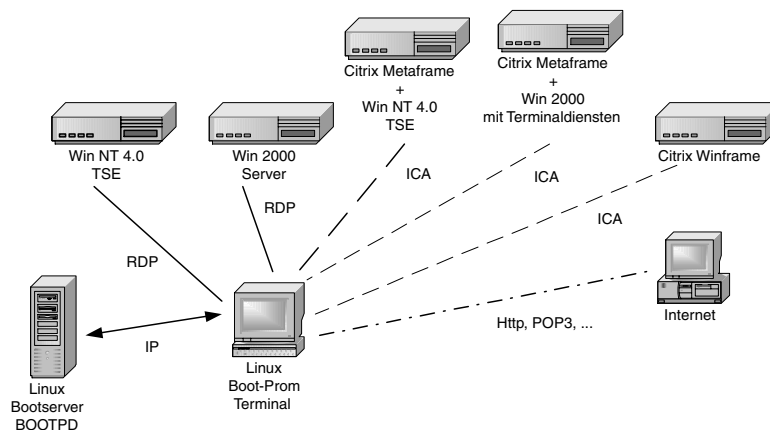 Citrix Metaframe
+
Win NT 4.0
TSE
Citrix Metaframe
+
Win 2000
mit Terminaldiensten
Win NT 4.0
TSE
Win 2000
Server
Citrix Winframe
ICA
ICA
ICA
RDP
RDP
IP
Http, POP3, ...
Internet
Linux
Boot-Prom
Terminal
Linux
Bootserver
BOOTPD